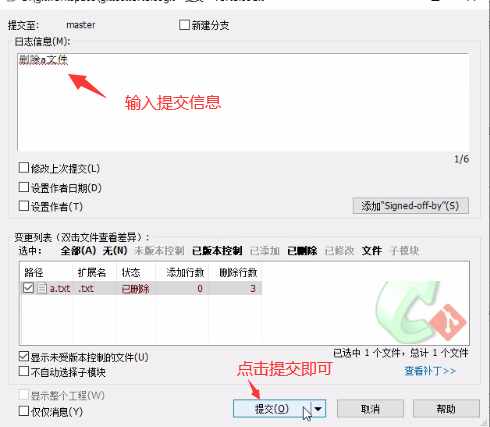 提交至: master 新建分支
日志信息(M):
删除a文件
输入提交信息
1/6
修改上次提交(L)
设置作者日期(D)
设置作者(T)
添加"Signed-off-by"(S)
变更列表（双击文件查看差异）:
选中: 全部(A) 无(N) 未版本控制 已版本控制 已添加 已删除 已修改 文件 子模块
路径 扩展名 状态 添加行数 删除行数
a.txt .txt 已删除 0 3
显示未受版本控制的文件(U)
已选中 1 个文件，总计 1 个文件
不自动选择子模块
查看补丁>>
点击提交即可
显示整个工程(W)
仅仅消息(Y)
提交(O)
取消
帮助